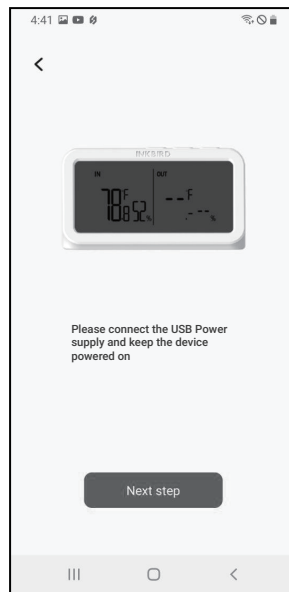 4:41
IN
OUT
78.8 °F 52 %
-- °F
.- -- %
Please connect the USB Power
supply and keep the device
powered on
Next step